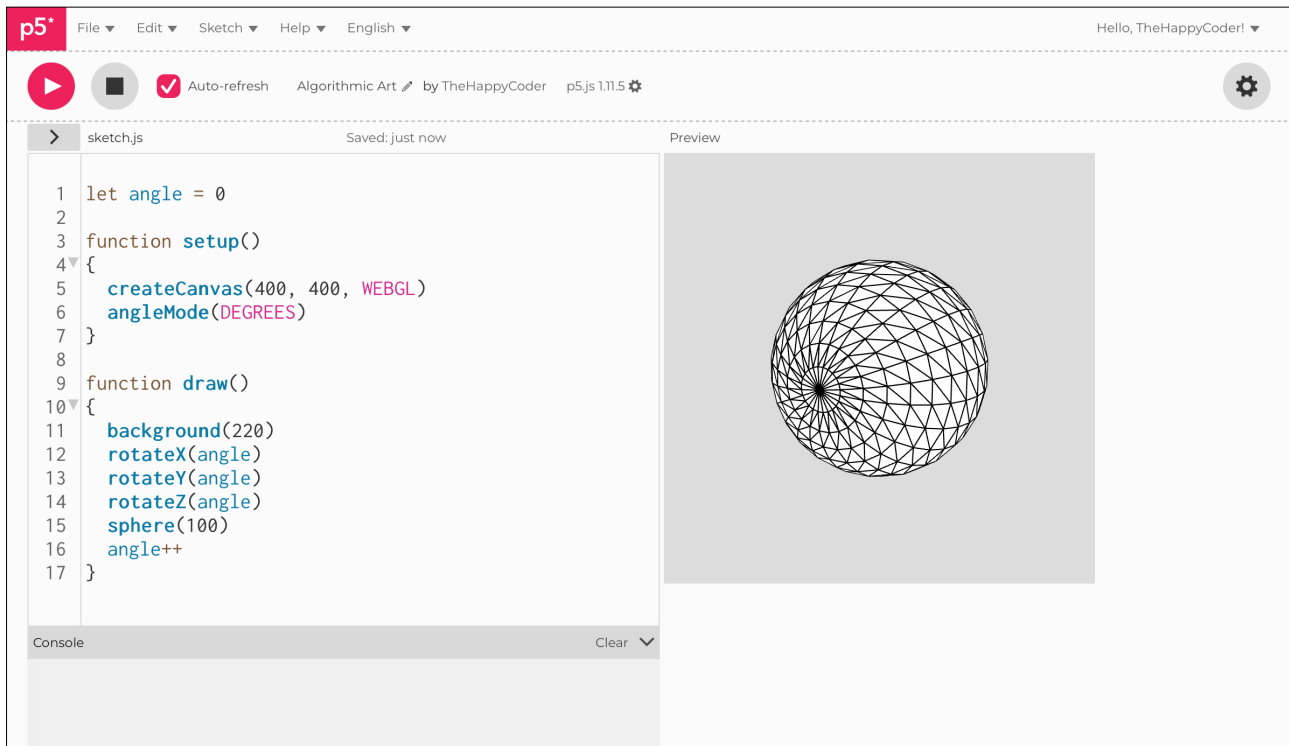 p5* File Edit Sketch Help English Hello, TheHappyCoder!
Auto-refresh Algorithmic Art by TheHappyCoder p5.js 1.11.5
sketch.js Saved: just now Preview
1 let angle = 0
2
3 function setup()
4 {
5 createCanvas(400, 400, WEBGL)
6 angleMode(DEGREES)
7 }
8
9 function draw()
10 {
11 background(220)
12 rotateX(angle)
13 rotateY(angle)
14 rotateZ(angle)
15 sphere(100)
16 angle++
17 }
Console Clear